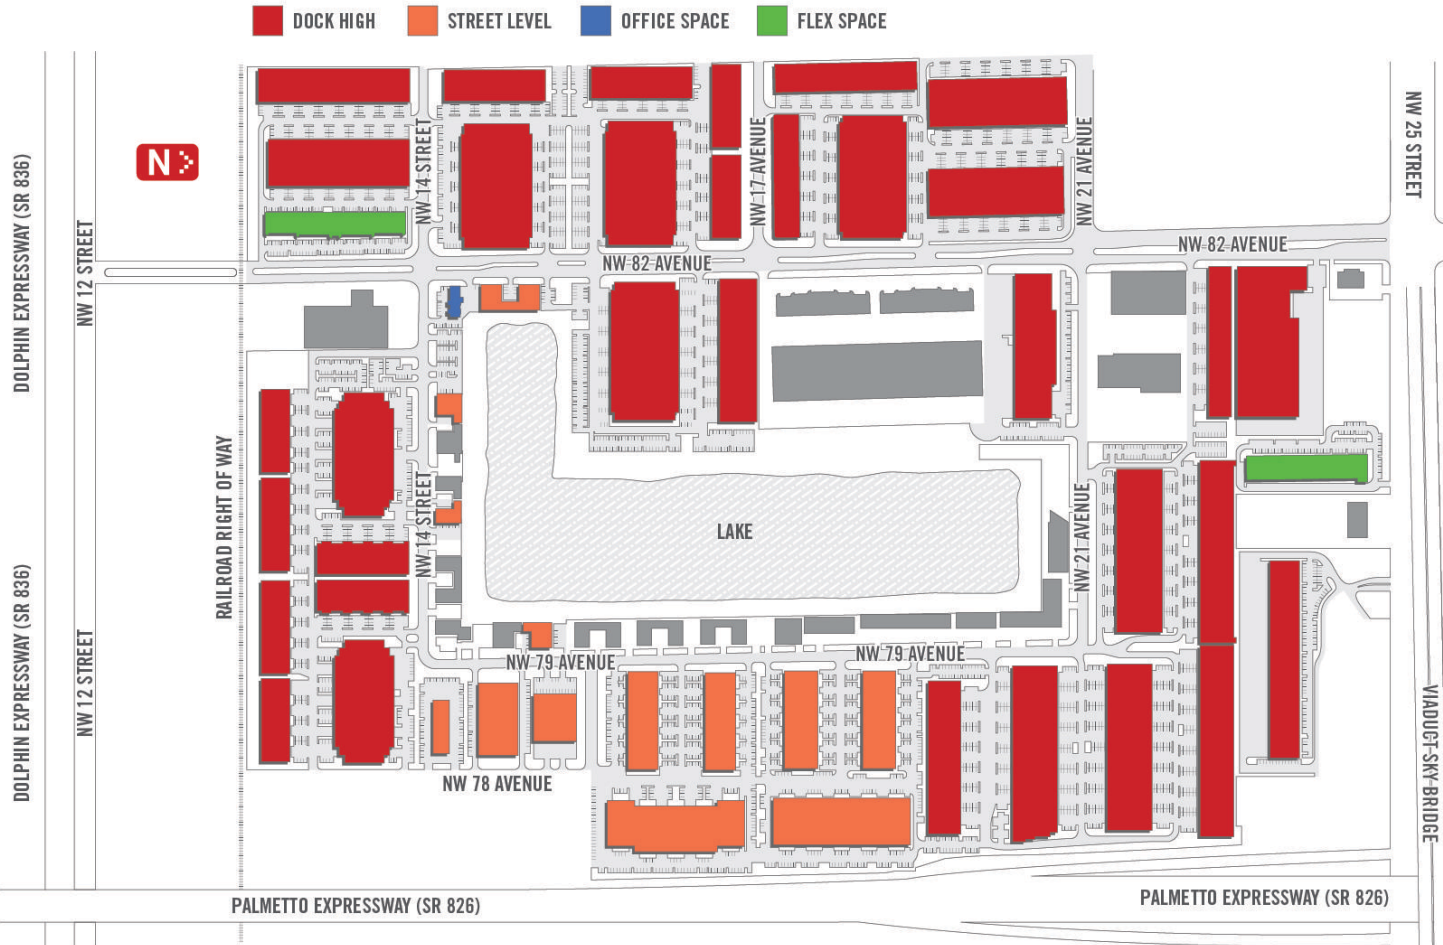 DOCK HIGH
STREET LEVEL
OFFICE SPACE
FLEX SPACE
N
DOLPHIN EXPRESSWAY (SR 836)
NW 12 STREET
NW 14 STREET
NW 17 AVENUE
NW 21 AVENUE
NW 25 STREET
NW 82 AVENUE
NW 82 AVENUE
RAILROAD RIGHT OF WAY
NW 14 STREET
LAKE
NW 21 AVENUE
DOLPHIN EXPRESSWAY (SR 836)
NW 12 STREET
NW 79 AVENUE
NW 79 AVENUE
VIADUCT-SKY-BRIDGE
NW 78 AVENUE
PALMETTO EXPRESSWAY (SR 826)
PALMETTO EXPRESSWAY (SR 826)